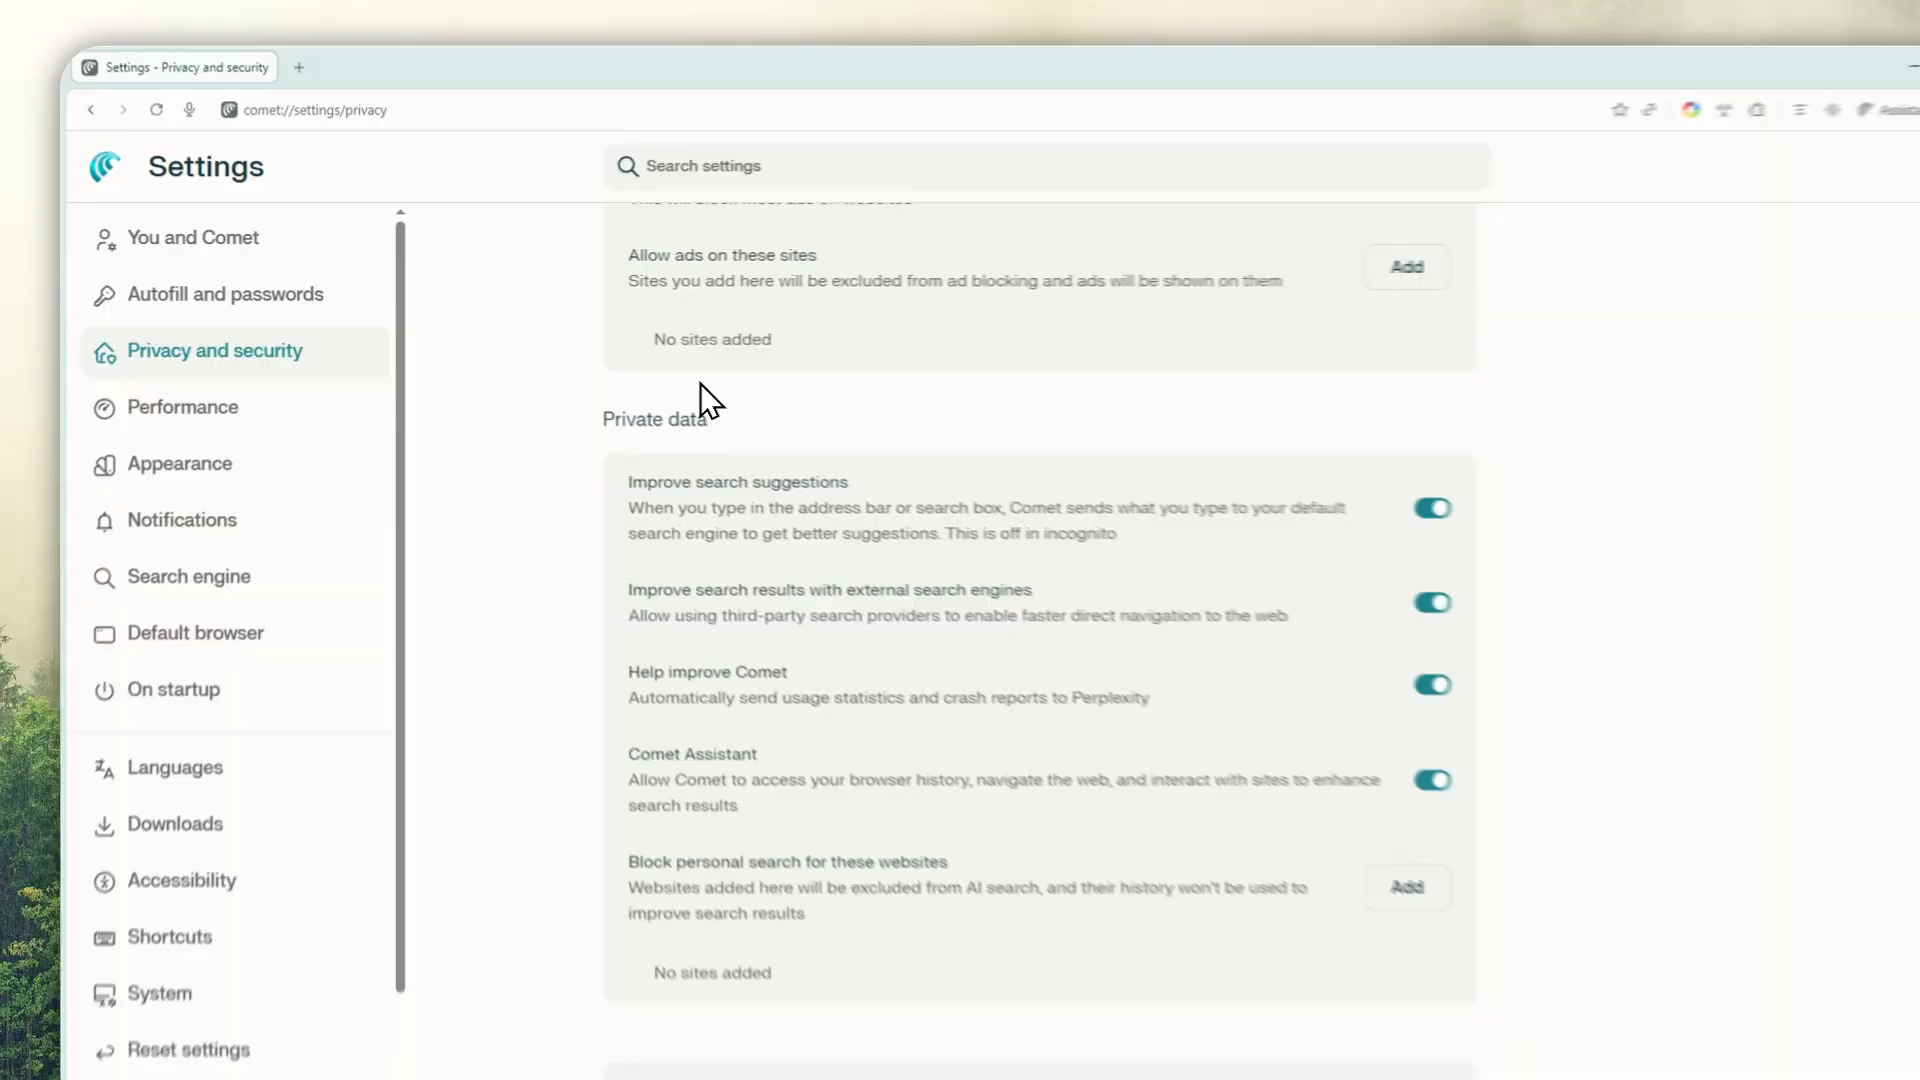 Settings - Privacy and security
comet://settings/privacy
Settings
Search settings
You and Comet
Autofill and passwords
Privacy and security
Performance
Appearance
Notifications
Search engine
Default browser
On startup
Languages
Downloads
Accessibility
Shortcuts
System
Reset settings
Allow ads on these sites
Sites you add here will be excluded from ad blocking and ads will be shown on them
Add
No sites added
Private data
Improve search suggestions
When you type in the address bar or search box, Comet sends what you type to your default
search engine to get better suggestions. This is off in incognito
Improve search results with external search engines
Allow using third-party search providers to enable faster direct navigation to the web
Help improve Comet
Automatically send usage statistics and crash reports to Perplexity
Comet Assistant
Allow Comet to access your browser history, navigate the web, and interact with sites to enhance
search results
Block personal search for these websites
Websites added here will be excluded from AI search, and their history won't be used to
improve search results
Add
No sites added